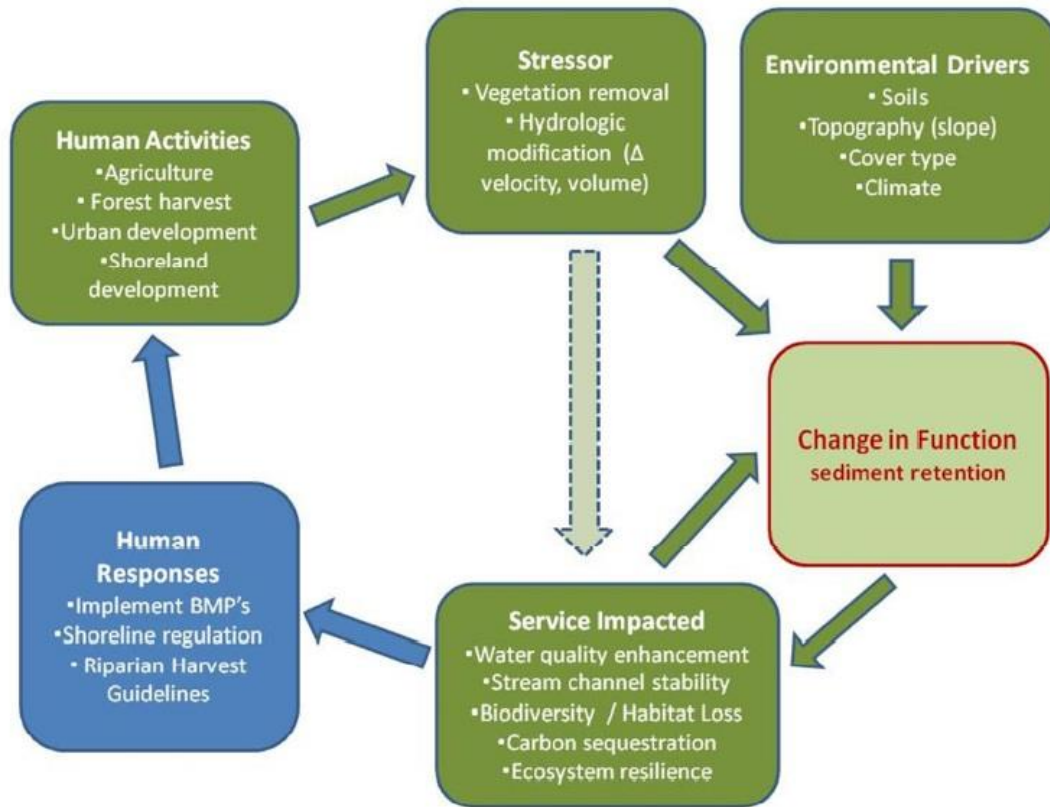 Human Activities
•Agriculture
• Forest harvest
•Urban development
•Shoreland
development
Stressor
• Vegetation removal
• Hydrologic
modification (Δ
velocity, volume)
Environmental Drivers
• Soils
•Topography (slope)
•Cover type
•Climate
Change in Function
sediment retention
Service Impacted
•Water quality enhancement
•Stream channel stability
•Biodiversity / Habitat Loss
•Carbon sequestration
•Ecosystem resilience
Human
Responses
•Implement BMP's
•Shoreline regulation
• Riparian Harvest
Guidelines